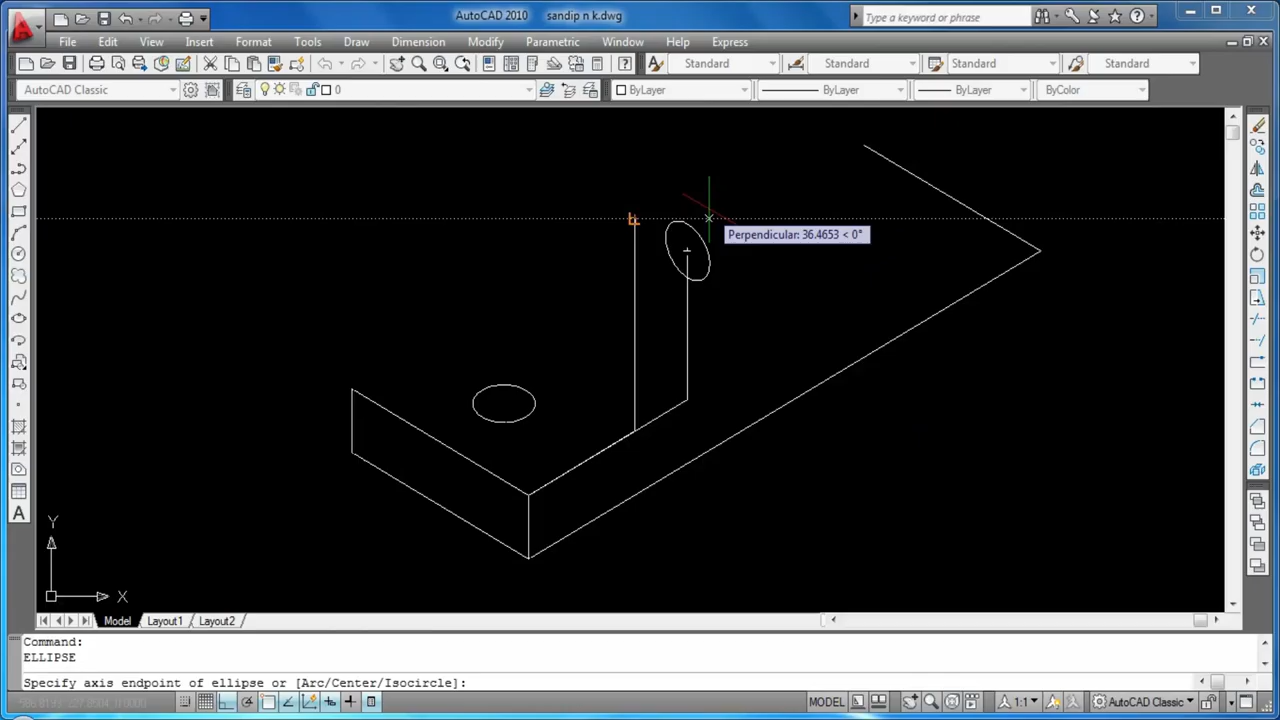 AutoCAD 2010 sandip n k.dwg
Type a keyword or phrase
File Edit View Insert Format Tools Draw Dimension Modify Parametric Window Help Express
Standard Standard Standard Standard
AutoCAD Classic 0 ByLayer ByLayer ByLayer ByColor
Perpendicular: 36.4653 < 0°
Y
X
A
Model Layout1 Layout2
Command:
ELLIPSE
Specify axis endpoint of ellipse or [Arc/Center/Isocircle]:
MODEL 1:1 AutoCAD Classic